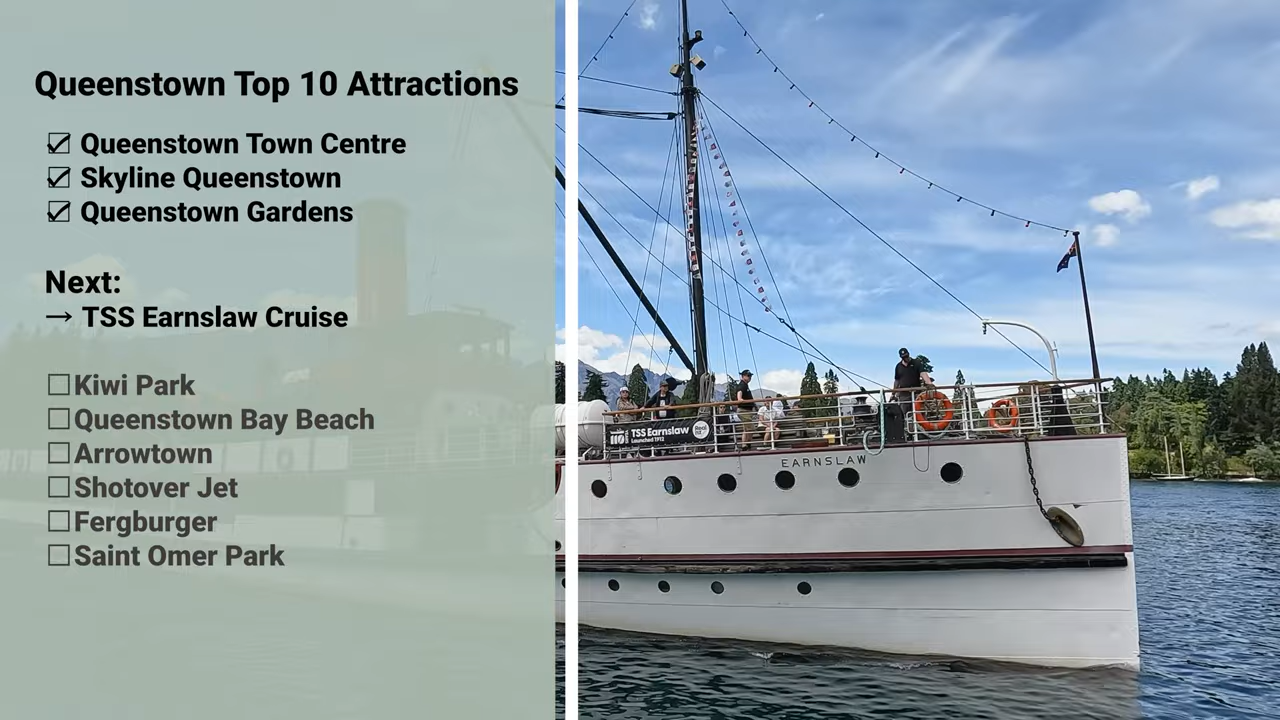 Queenstown Top 10 Attractions
☑ Queenstown Town Centre
☑ Skyline Queenstown
☑ Queenstown Gardens
Next:
→ TSS Earnslaw Cruise
☐ Kiwi Park
☐ Queenstown Bay Beach
☐ Arrowtown
☐ Shotover Jet
☐ Fergburger
☐ Saint Omer Park
TSS Earnslaw
Launched 1912
EARNSLAW